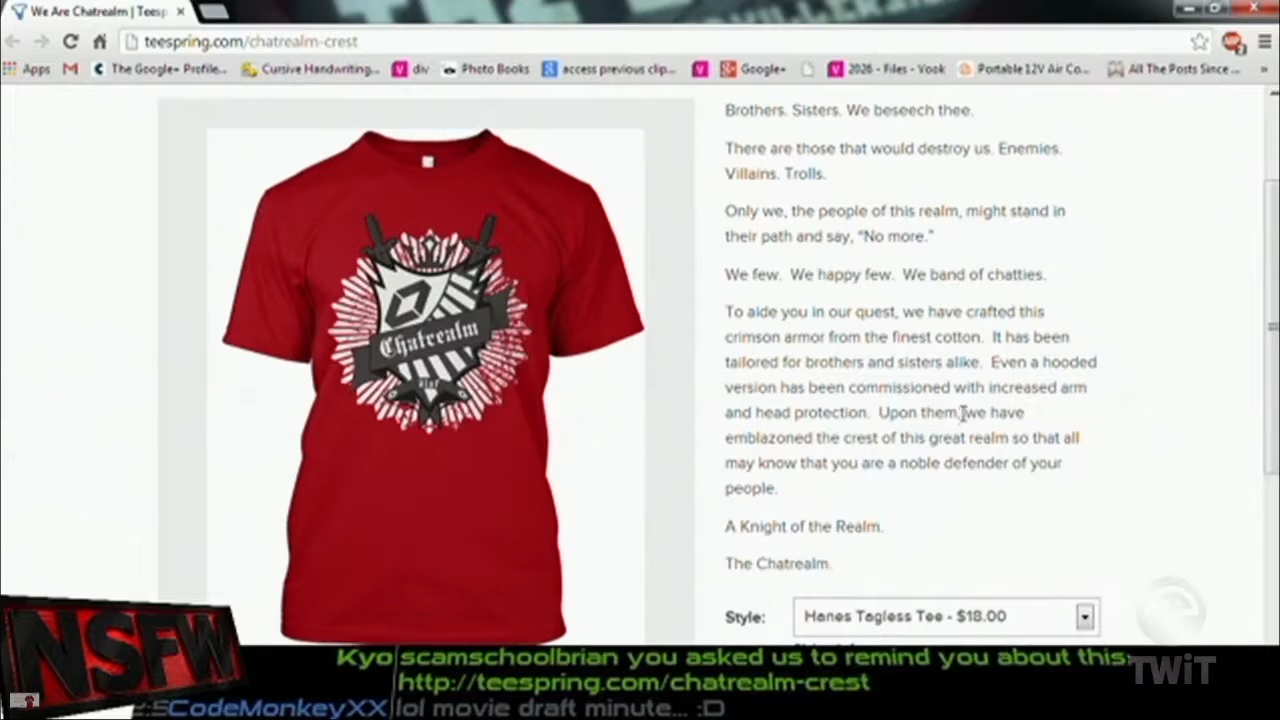 We Are Chatrealm | Teesp
teespring.com/chatrealm-crest
Apps
The Google+ Profile...
Cursive Handwriting...
div
Photo Books
access previous clip...
Google+
2026 - Files - Vook
Portable 12V Air Co...
All The Posts Since ...
Brothers. Sisters. We beseech thee.
There are those that would destroy us. Enemies.
Villains. Trolls.
Only we, the people of this realm, might stand in
their path and say, “No more.”
We few. We happy few. We band of chatties.
To aide you in our quest, we have crafted this
crimson armor from the finest cotton. It has been
tailored for brothers and sisters alike. Even a hooded
version has been commissioned with increased arm
and head protection. Upon them, we have
emblazoned the crest of this great realm so that all
may know that you are a noble defender of your
people.
A Knight of the Realm.
The Chatrealm.
Style: Hanes Tagless Tee - $18.00
Chatrealm
NSFW
Kyo scamschoolbrian you asked us to remind you about this:
http://teespring.com/chatrealm-crest
CodeMonkeyXX lol movie draft minute... :D
TWiT